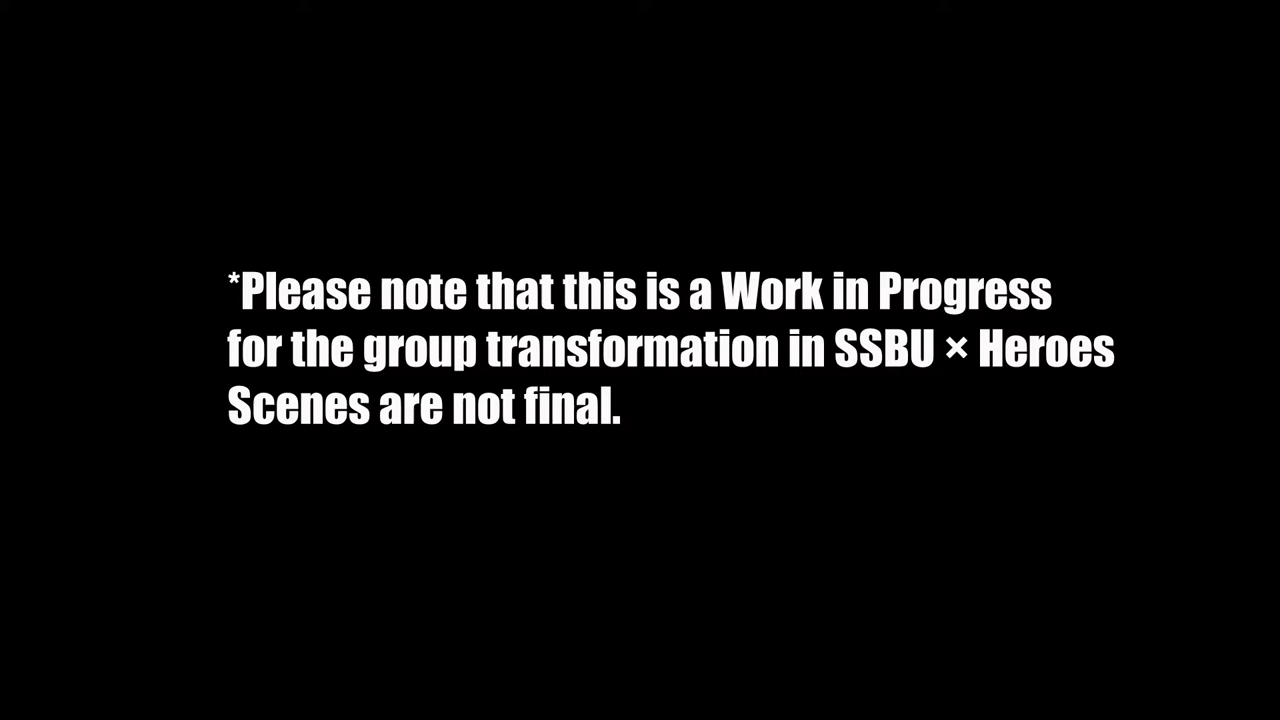 *Please note that this is a Work in Progress
for the group transformation in SSBU × Heroes
Scenes are not final.